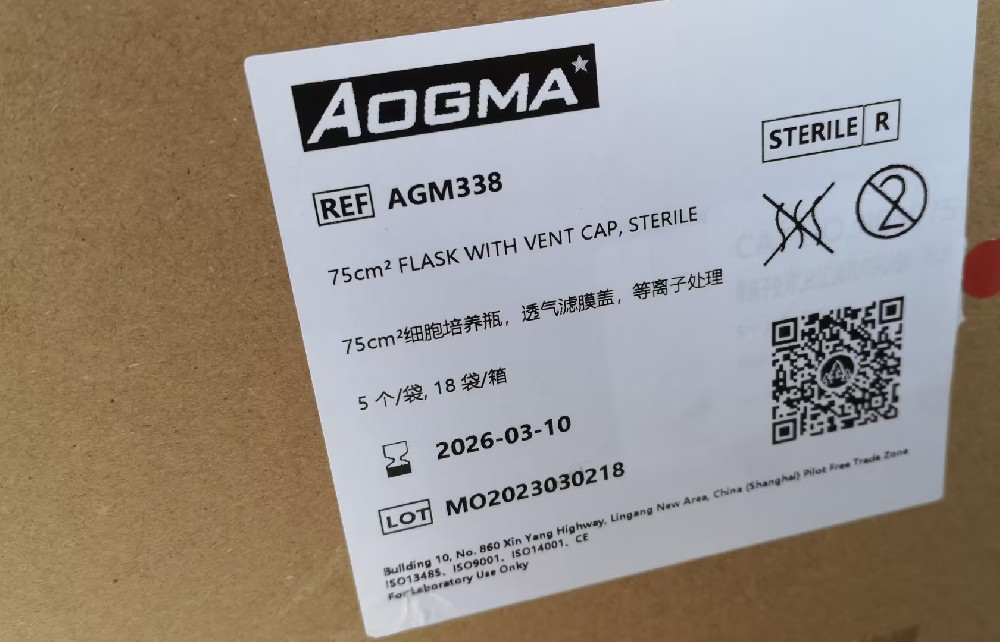 AOGMA
STERILE R
REF AGM338
2
75cm² FLASK WITH VENT CAP, STERILE
75cm²细胞培养瓶，透气滤膜盖，等离子处理
5 个/袋, 18 袋/箱
2026-03-10
LOT MO2023030218
Building 10, No. 860 Xin Yang Highway, Lingang New Area, China (Shanghai) Pilot Free Trade Zone
ISO13485、ISO9001、ISO14001、CE
For Laboratory Use Onky